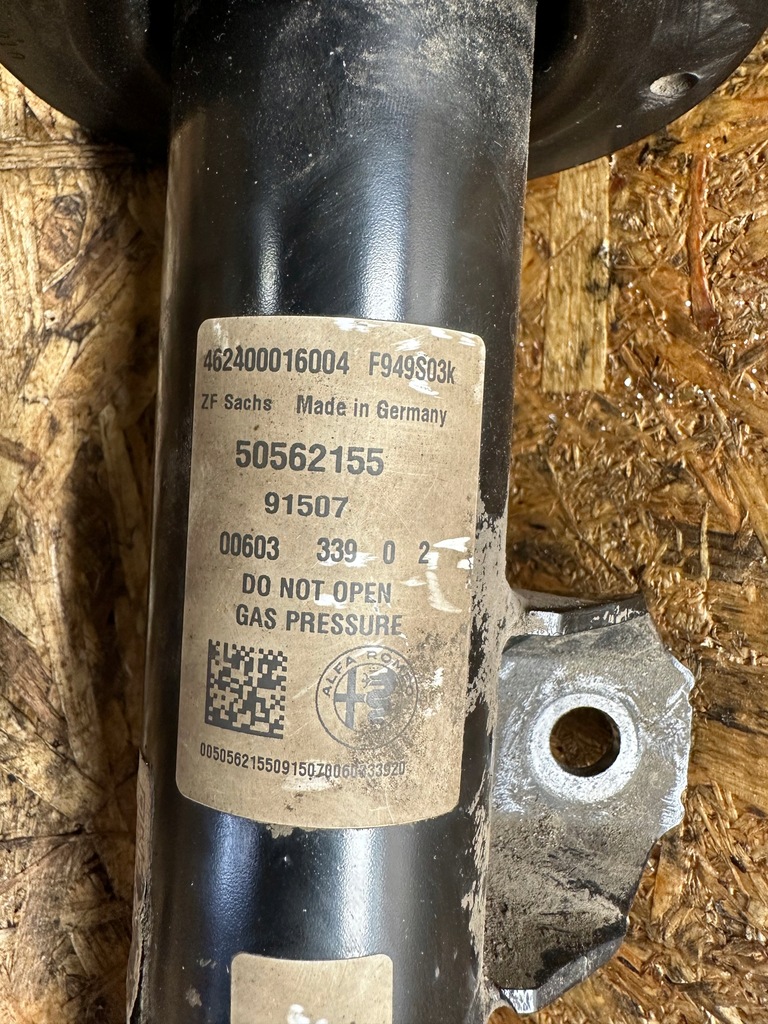 462400016004 F949S03k
ZF Sachs Made in Germany
50562155
91507
00603 339 0 2
DO NOT OPEN
GAS PRESSURE
ALFA ROMEO
00505621550915070060333920